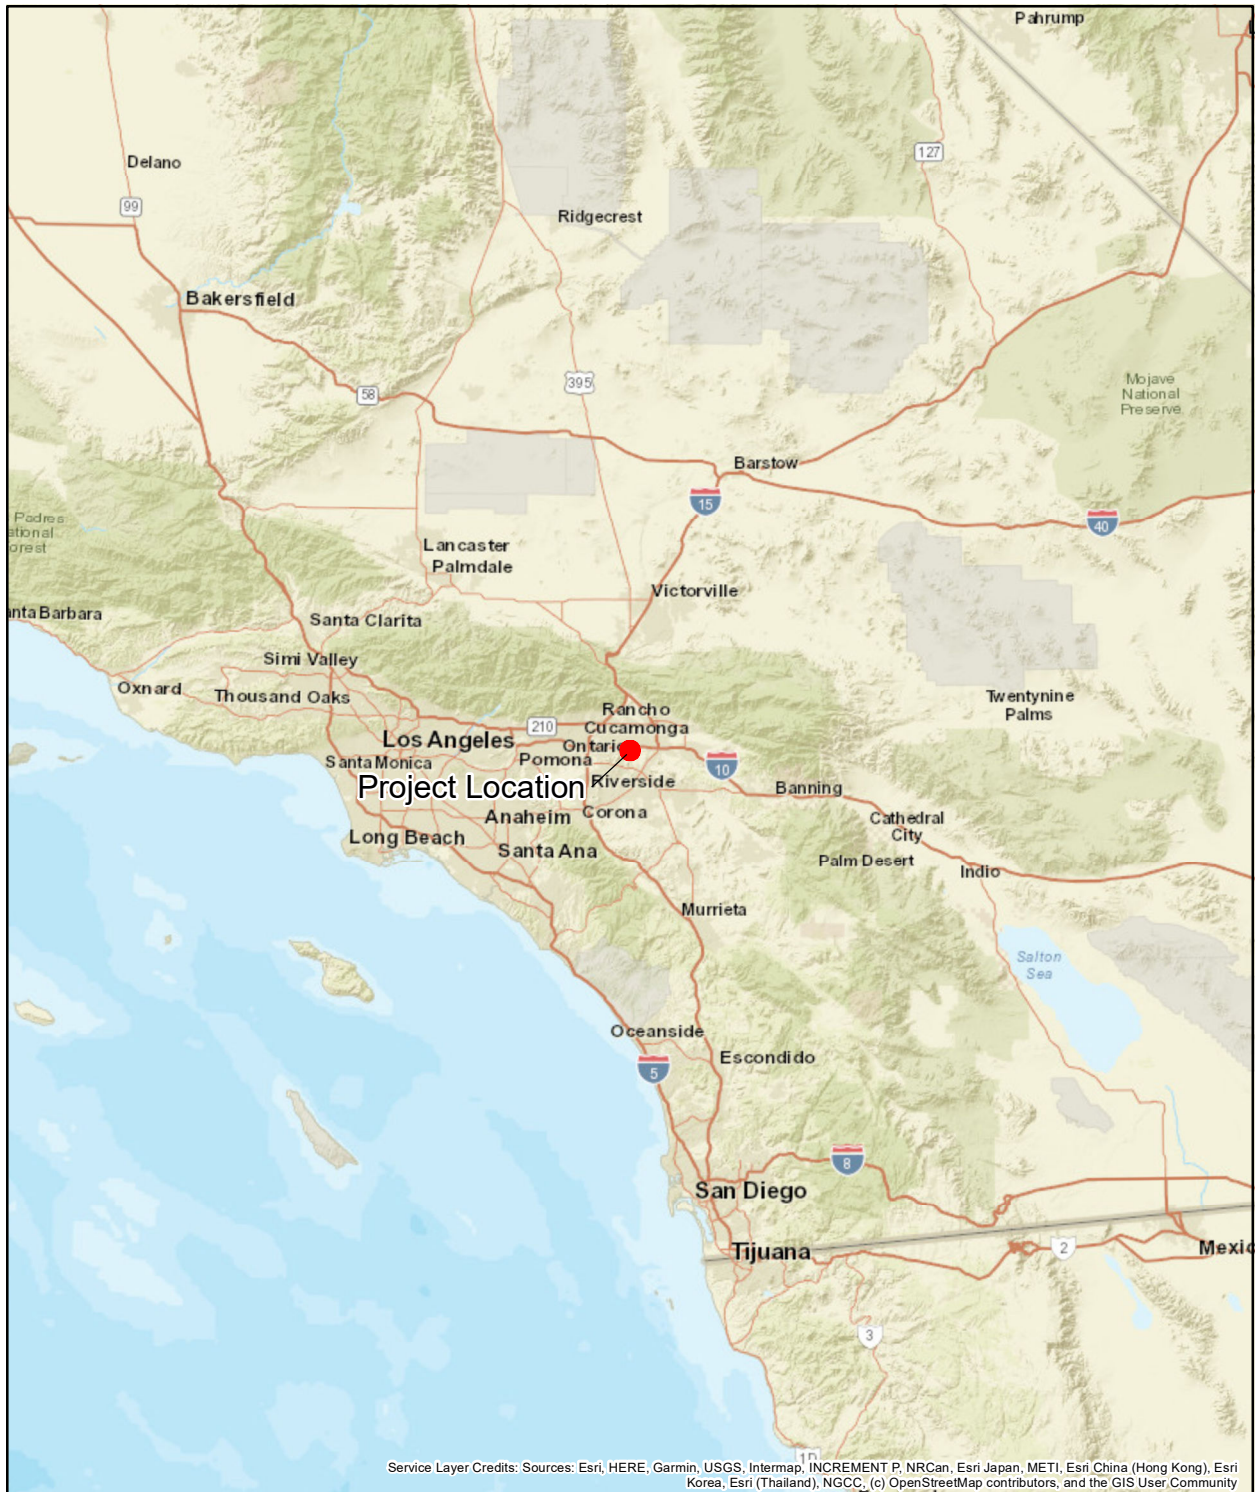 Pahrump
127
Delano
99
Ridgecrest
Bakersfield
58
395
Mojave
National
Preserve
Barstow
15
40
Padres
ational
orest
Lancaster
Palmdale
Victorville
anta Barbara
Santa Clarita
Simi Valley
Oxnard
Thousand Oaks
Twentynine
Palms
Rancho
Cucamonga
210
Los Angeles
Ontario
Pomona
Santa Monica
10
Project Location
Riverside
Banning
Anaheim
Corona
Cathedral
City
Long Beach
Santa Ana
Palm Desert
Indio
Murrieta
Salton
Sea
Oceanside
Escondido
5
8
San Diego
Tijuana
2
Mexic
3
1D
Service Layer Credits: Sources: Esri, HERE, Garmin, USGS, Intermap, INCREMENT P, NRCan, Esri Japan, METI, Esri China (Hong Kong), Esri
Korea, Esri (Thailand), NGCC, (c) OpenStreetMap contributors, and the GIS User Community